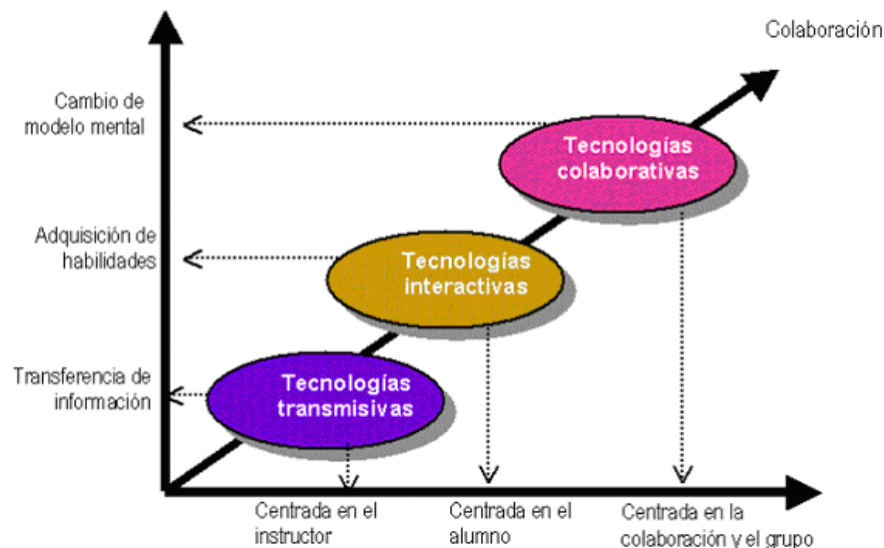 Colaboración
Cambio de
modelo mental
Tecnologías
colaborativas
Adquisición de
habilidades
Tecnologías
interactivas
Transferencia de
información
Tecnologías
transmisivas
Centrada en el
instructor
Centrada en el
alumno
Centrada en la
colaboración y el grupo